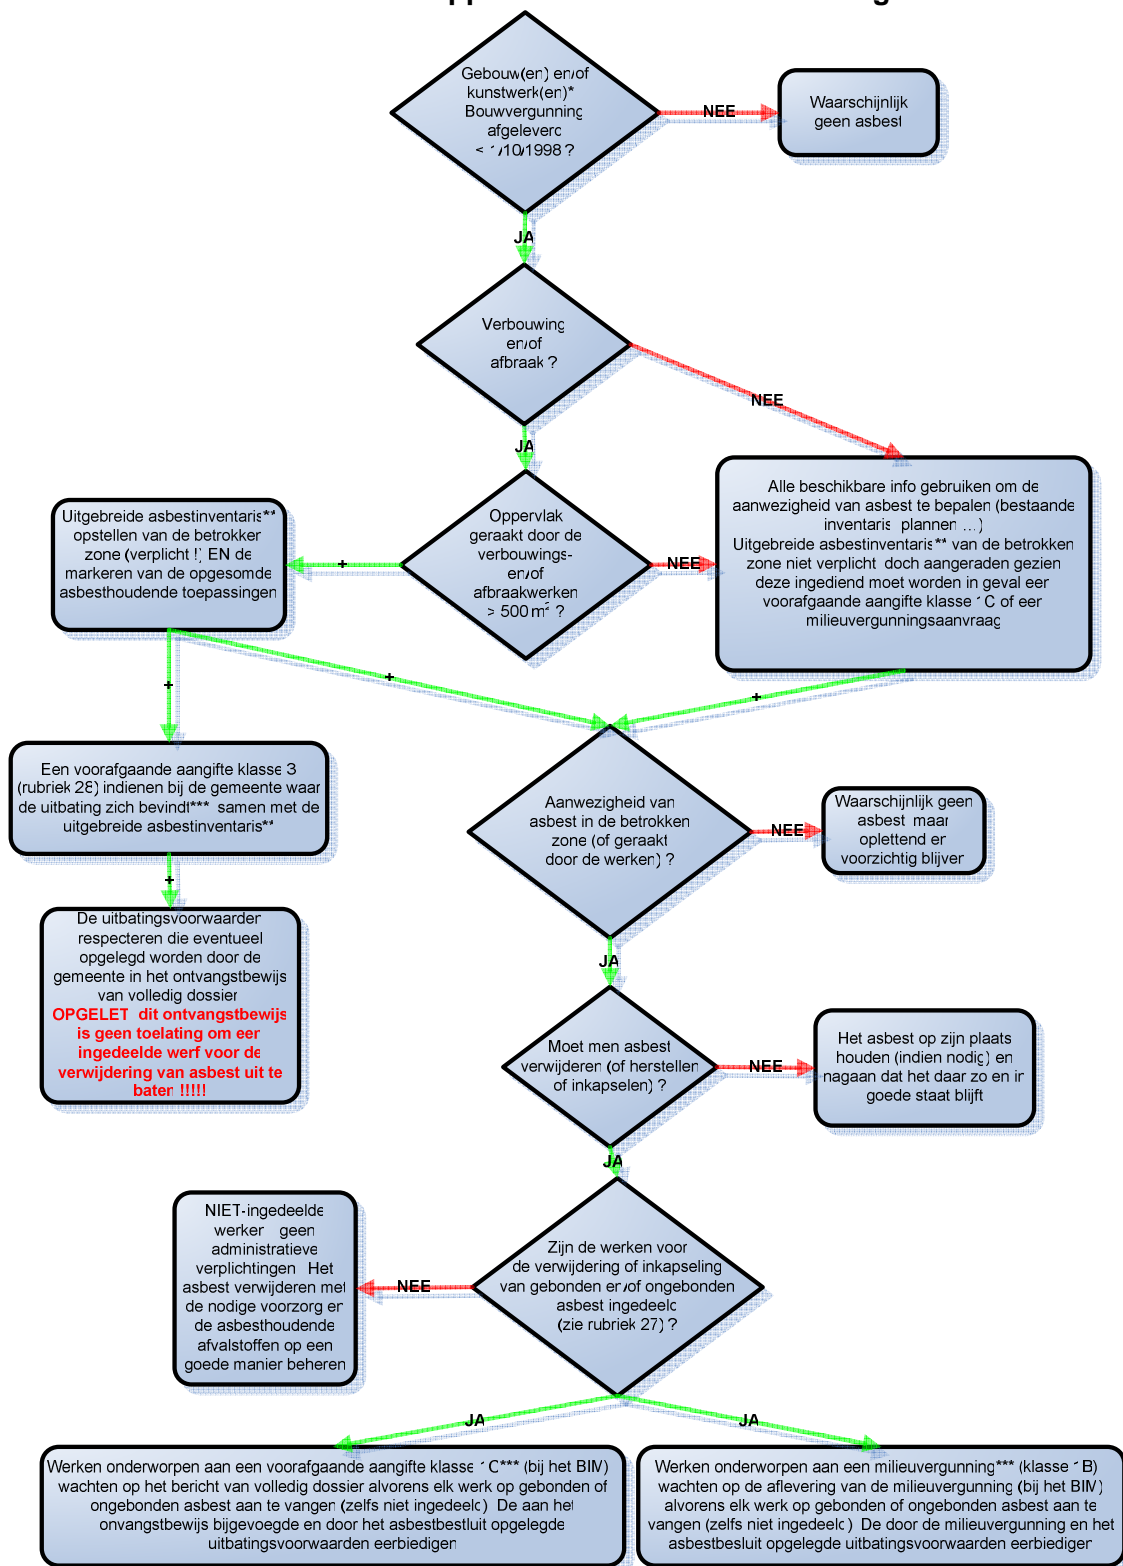 Gebouw(en) en/of
kunstwerk(en)*
Bouwvergunning
afgeleverd
< 1/10/1998 ?
NEE
Waarschijnlijk
geen asbest
JA
Verbouwing
en/of
afbraak ?
NEE
JA
Uitgebreide asbestinventaris**
opstellen van de betrokken
zone (verplicht !) EN de
markeren van de opgesomde
asbesthoudende toepassingen
+
Oppervlak
geraakt door de
verbouwings-
en/of
afbraakwerken
> 500 m² ?
NEE
Alle beschikbare info gebruiken om de
aanwezigheid van asbest te bepalen (bestaande
inventaris plannen ...)
Uitgebreide asbestinventaris** van de betrokken
zone niet verplicht doch aangeraden gezien
deze ingediend moet worden in geval een
voorafgaande aangifte klasse 1C of een
milieuvergunningsaanvraag
+
+
+
Een voorafgaande aangifte klasse 3
(rubriek 28) indienen bij de gemeente waar
de uitbating zich bevindt*** samen met de
uitgebreide asbestinventaris**
Aanwezigheid van
asbest in de betrokken
zone (of geraakt
door de werken) ?
NEE
Waarschijnlijk geen
asbest maar
oplettend en
voorzichtig blijven
+
De uitbatingsvoorwaarden
respecteren die eventueel
opgelegd worden door de
gemeente in het ontvangstbewijs
van volledig dossier
OPGELET dit ontvangstbewijs
is geen toelating om een
ingedeelde werf voor de
verwijdering van asbest uit te
baten !!!!!
JA
Moet men asbest
verwijderen (of herstellen
of inkapselen) ?
NEE
Het asbest op zijn plaats
houden (indien nodig) en
nagaan dat het daar zo en in
goede staat blijft
JA
NIET-ingedeelde
werken geen
administratieve
verplichtingen Het
asbest verwijderen met
de nodige voorzorg en
de asbesthoudende
afvalstoffen op een
goede manier beheren
NEE
Zijn de werken voor
de verwijdering of inkapseling
van gebonden en/of ongebonden
asbest ingedeeld
(zie rubriek 27) ?
JA
JA
Werken onderworpen aan een voorafgaande aangifte klasse 1C*** (bij het BIM)
wachten op het bericht van volledig dossier alvorens elk werk op gebonden of
ongebonden asbest aan te vangen (zelfs niet ingedeeld) De aan het
onvangstbewijs bijgevoegde en door het asbestbestluit opgelegde
uitbatingsvoorwaarden eerbiedigen
Werken onderworpen aan een milieuvergunning*** (klasse 1B)
wachten op de aflevering van de milieuvergunning (bij het BIM)
alvorens elk werk op gebonden of ongebonden asbest aan te
vangen (zelfs niet ingedeeld) De door de milieuvergunning en het
asbestbesluit opgelegde uitbatingsvoorwaarden eerbiedigen